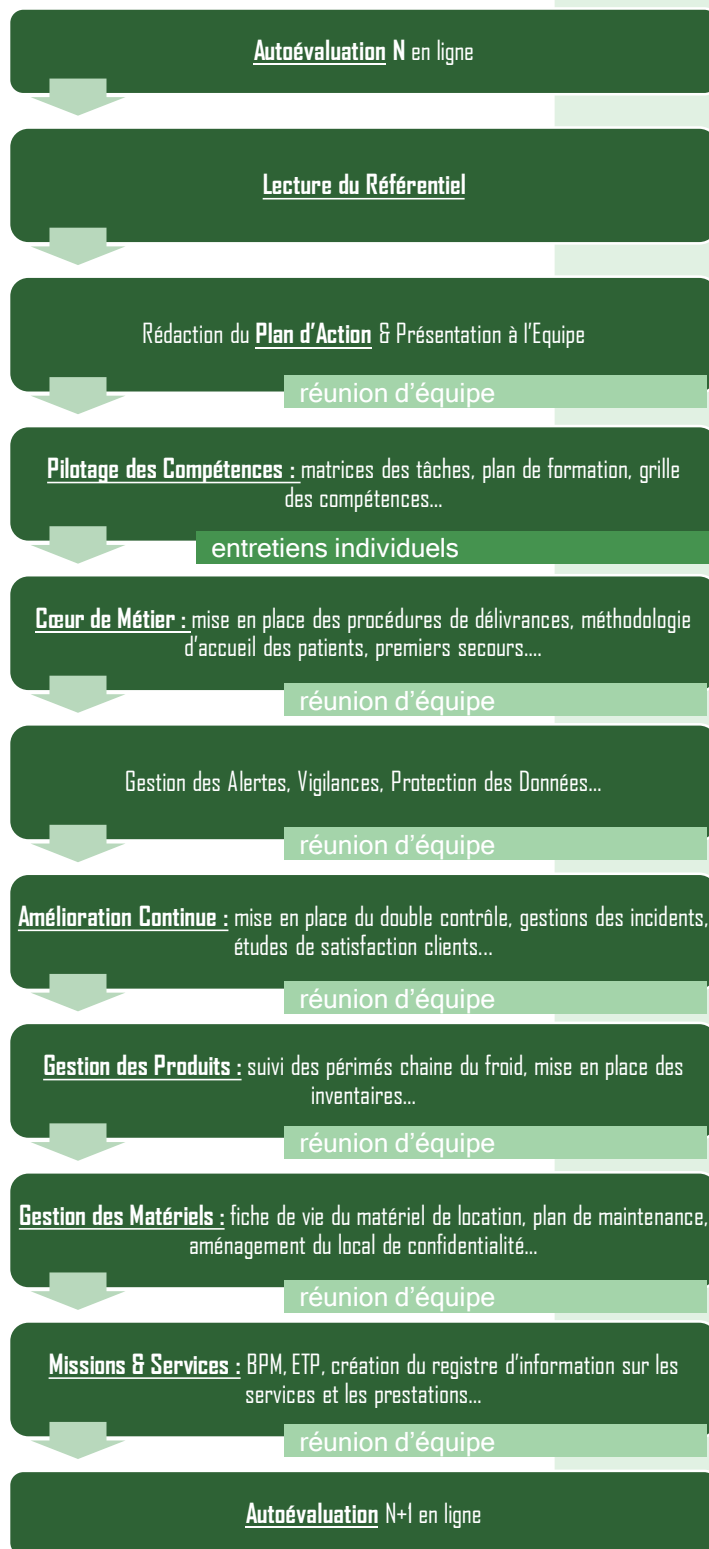 Autoévaluation N en ligne
Lecture du Référentiel
Rédaction du Plan d'Action & Présentation à l'Equipe
réunion d'équipe
Pilotage des Compétences : matrices des tâches, plan de formation, grille
des compétences...
entretiens individuels
Cœur de Métier : mise en place des procédures de délivrances, méthodologie
d'accueil des patients, premiers secours....
réunion d'équipe
Gestion des Alertes, Vigilances, Protection des Données...
réunion d'équipe
Amélioration Continue : mise en place du double contrôle, gestions des incidents,
études de satisfaction clients...
réunion d'équipe
Gestion des Produits : suivi des périmés chaine du froid, mise en place des
inventaires...
réunion d'équipe
Gestion des Matériels : fiche de vie du matériel de location, plan de maintenance,
aménagement du local de confidentialité...
réunion d'équipe
Missions & Services : BPM, ETP, création du registre d'information sur les
services et les prestations...
réunion d'équipe
Autoévaluation N+1 en ligne